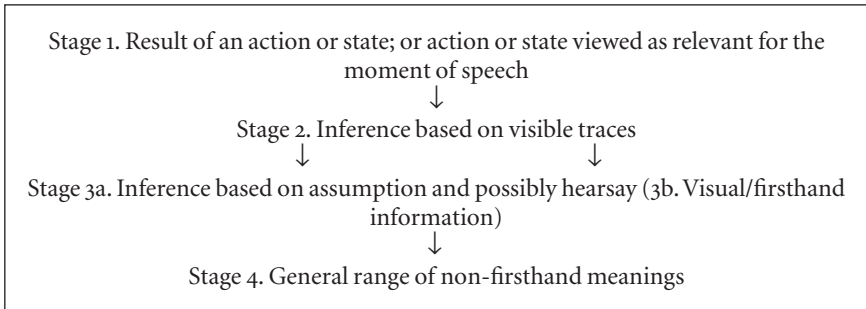 Stage 1. Result of an action or state; or action or state viewed as relevant for the
moment of speech
↓
Stage 2. Inference based on visible traces
↓ ↓
Stage 3a. Inference based on assumption and possibly hearsay (3b. Visual/firsthand
information)
↓
Stage 4. General range of non-firsthand meanings